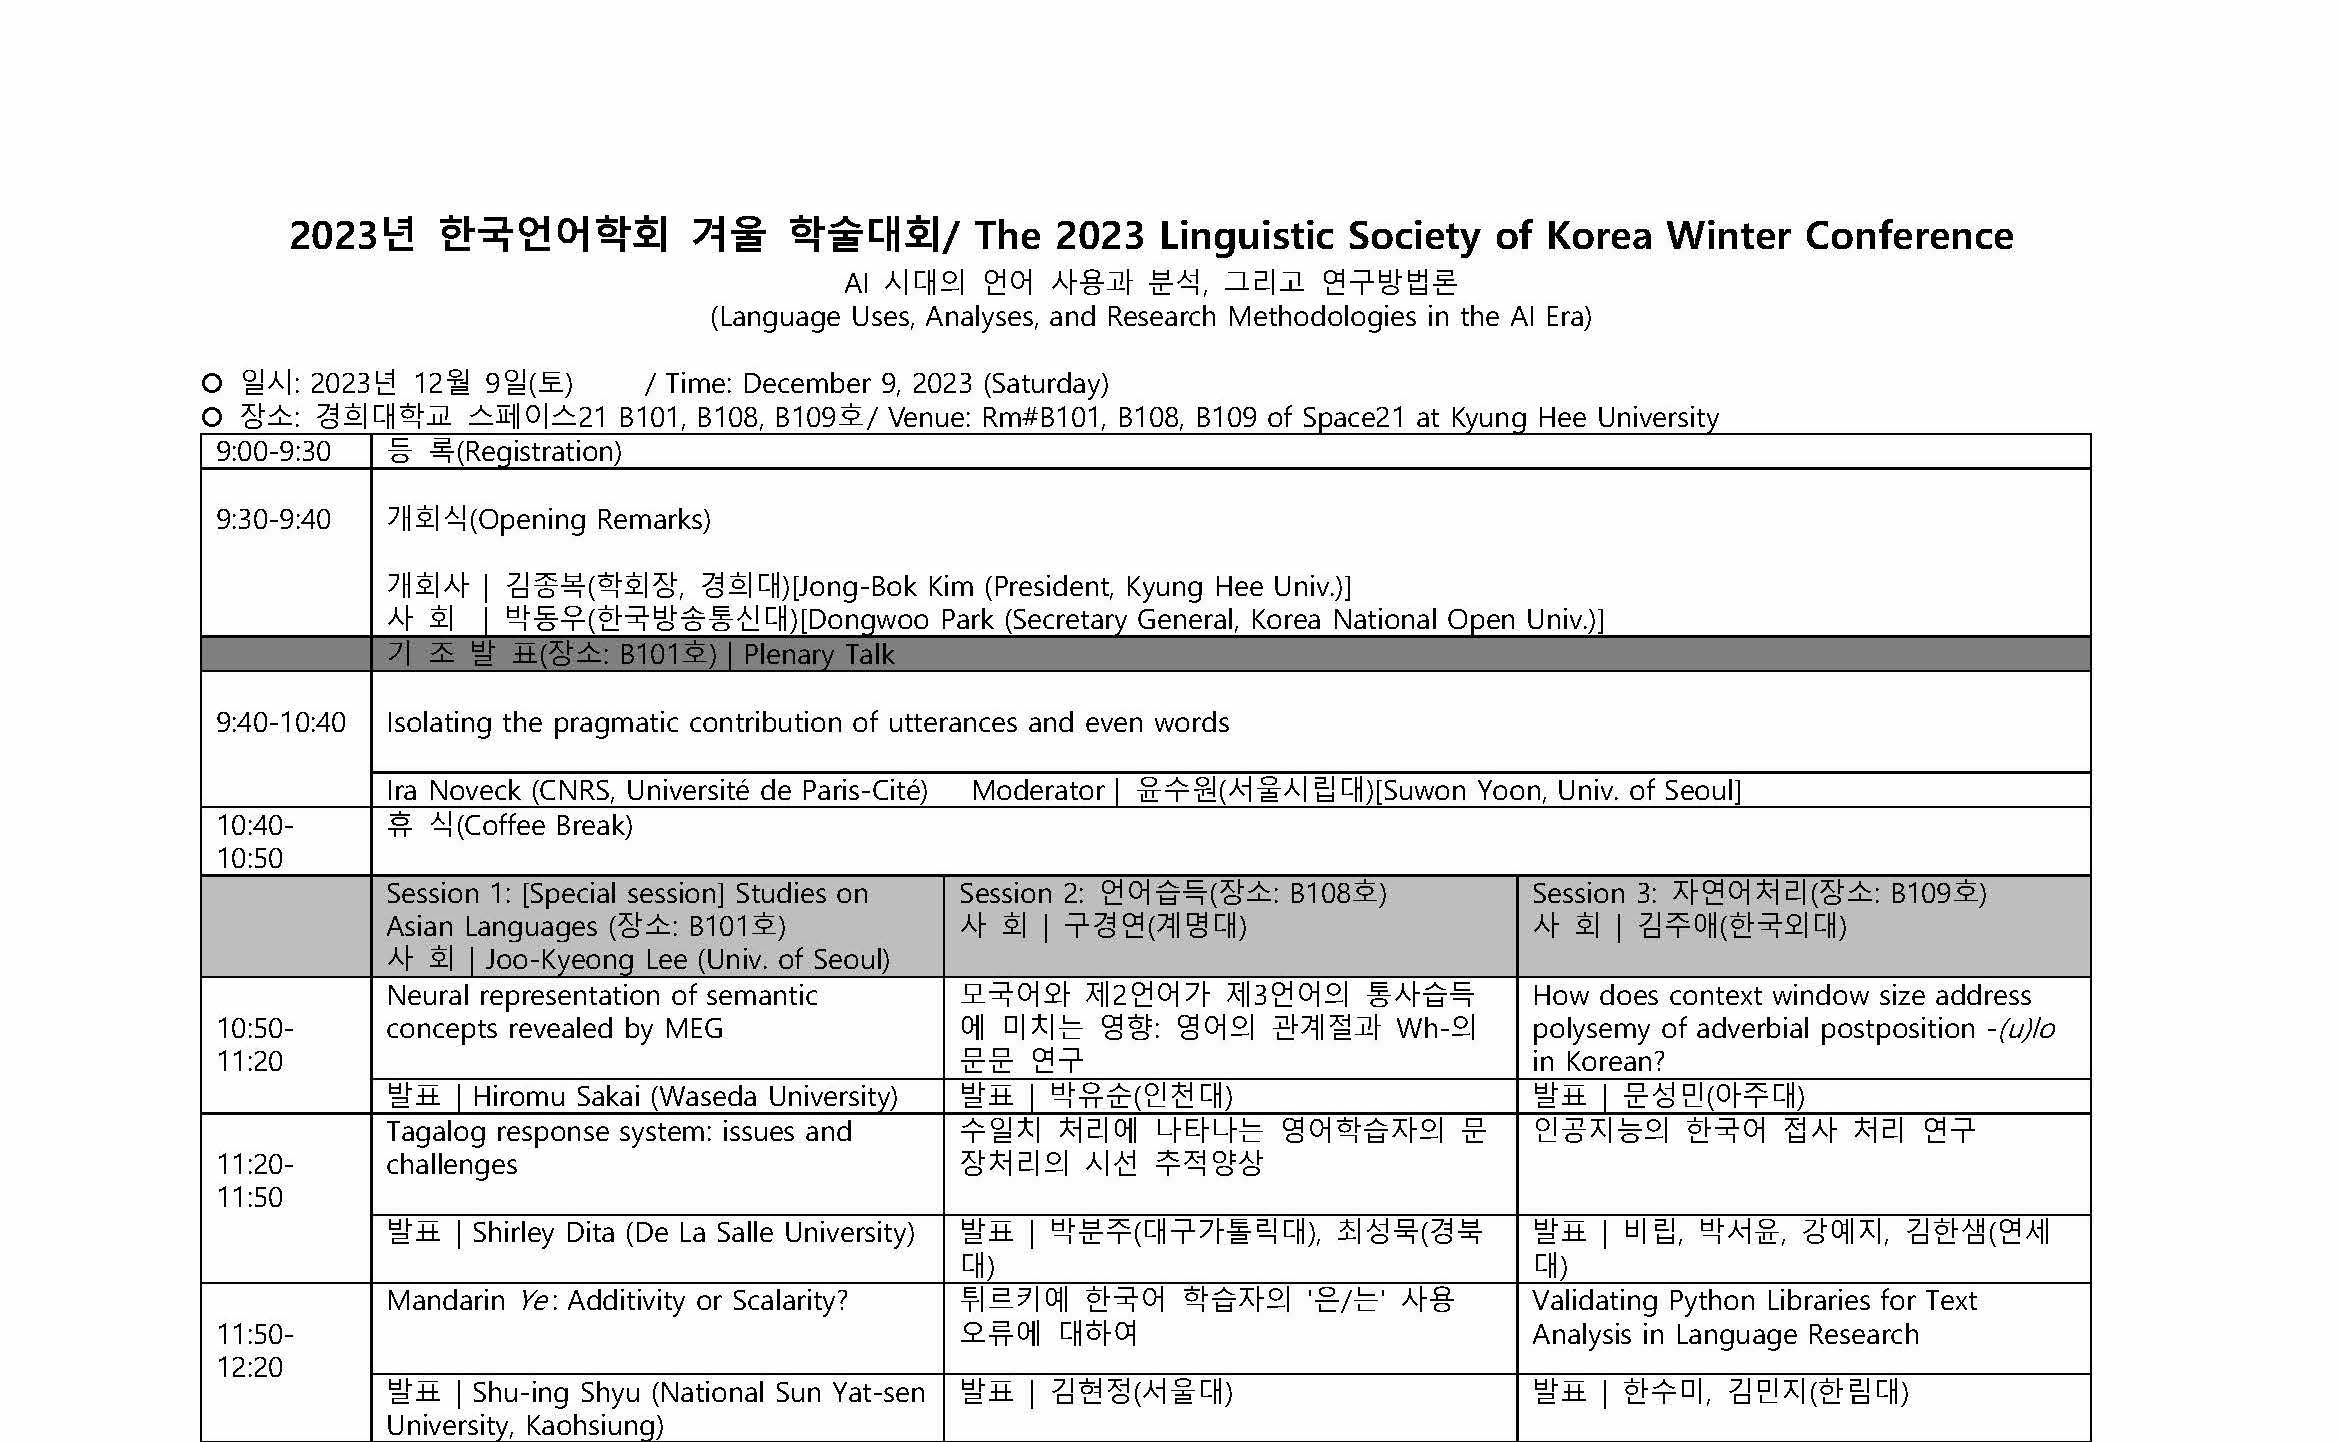 2023년 한국언어학회 겨울 학술대회/ The 2023 Linguistic Society of Korea Winter Conference
AI 시대의 언어 사용과 분석, 그리고 연구방법론
(Language Uses, Analyses, and Research Methodologies in the AI Era)
○ 일시: 2023년 12월 9일(토) / Time: December 9, 2023 (Saturday)
○ 장소: 경희대학교 스페이스21 B101, B108, B109호/ Venue: Rm#B101, B108, B109 of Space21 at Kyung Hee University
9:00-9:30 등 록(Registration)
9:30-9:40 개회식(Opening Remarks)
개회사 | 김종복(학회장, 경희대)[Jong-Bok Kim (President, Kyung Hee Univ.)]
사 회 | 박동우(한국방송통신대)[Dongwoo Park (Secretary General, Korea National Open Univ.)]
기 조 발 표(장소: B101호) | Plenary Talk
9:40-10:40 Isolating the pragmatic contribution of utterances and even words
Ira Noveck (CNRS, Université de Paris-Cité) Moderator | 윤수원(서울시립대)[Suwon Yoon, Univ. of Seoul]
10:40-
10:50
휴 식(Coffee Break)
Session 1: [Special session] Studies on
Asian Languages (장소: B101호)
사 회 | Joo-Kyeong Lee (Univ. of Seoul)
Session 2: 언어습득(장소: B108호)
사 회 | 구경연(계명대)
Session 3: 자연어처리(장소: B109호)
사 회 | 김주애(한국외대)
10:50-
11:20
Neural representation of semantic
concepts revealed by MEG
발표 | Hiromu Sakai (Waseda University)
모국어와 제2언어가 제3언어의 통사습득
에 미치는 영향: 영어의 관계절과 Wh-의
문문 연구
발표 | 박유순(인천대)
How does context window size address
polysemy of adverbial postposition -(u)lo
in Korean?
발표 | 문성민(아주대)
11:20-
11:50
Tagalog response system: issues and
challenges
발표 | Shirley Dita (De La Salle University)
수일치 처리에 나타나는 영어학습자의 문
장처리의 시선 추적양상
발표 | 박분주(대구가톨릭대), 최성묵(경북
대)
인공지능의 한국어 접사 처리 연구
발표 | 비립, 박서윤, 강예지, 김한샘(연세
대)
11:50-
12:20
Mandarin Ye: Additivity or Scalarity?
발표 | Shu-ing Shyu (National Sun Yat-sen
University, Kaohsiung)
튀르키예 한국어 학습자의 '은/는' 사용
오류에 대하여
발표 | 김현정(서울대)
Validating Python Libraries for Text
Analysis in Language Research
발표 | 한수미, 김민지(한림대)